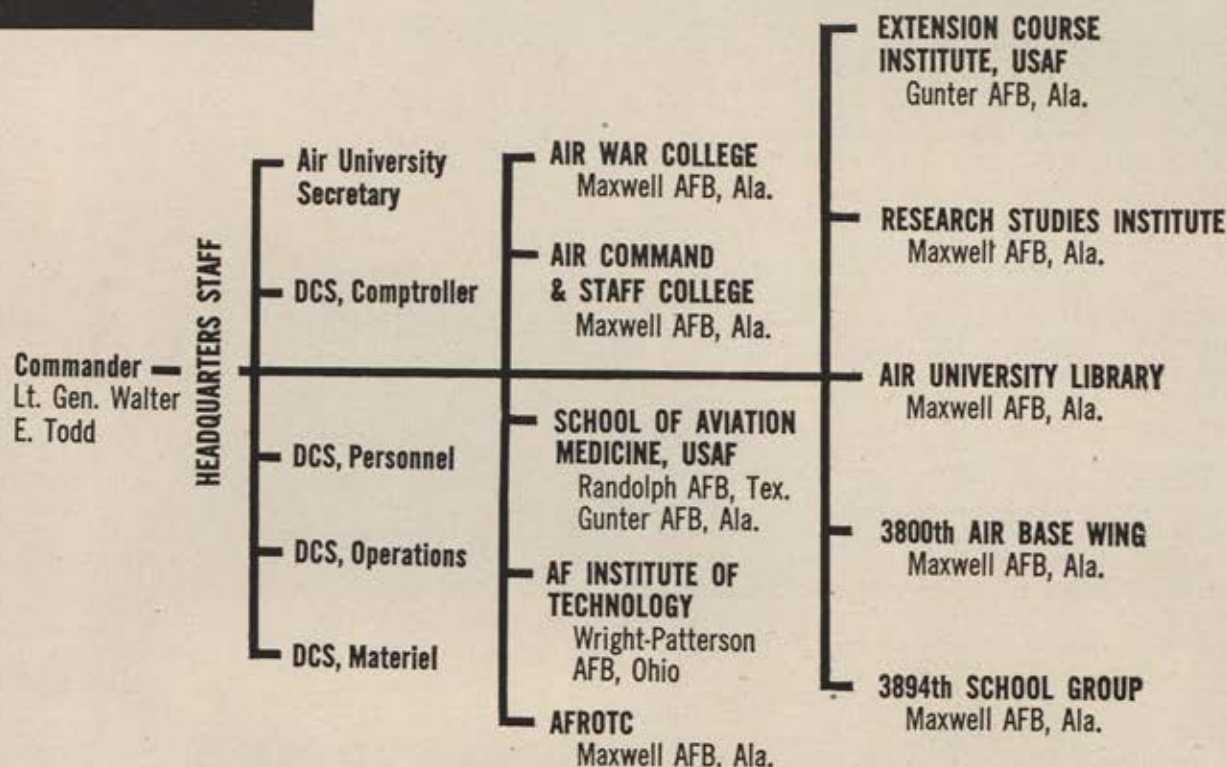 Commander
Lt. Gen. Walter
E. Todd
HEADQUARTERS STAFF
Air University
Secretary
DCS, Comptroller
DCS, Personnel
DCS, Operations
DCS, Materiel
AIR WAR COLLEGE
Maxwell AFB, Ala.
AIR COMMAND
& STAFF COLLEGE
Maxwell AFB, Ala.
SCHOOL OF AVIATION
MEDICINE, USAF
Randolph AFB, Tex.
Gunter AFB, Ala.
AF INSTITUTE OF
TECHNOLOGY
Wright-Patterson
AFB, Ohio
AFROTC
Maxwell AFB, Ala.
EXTENSION COURSE
INSTITUTE, USAF
Gunter AFB, Ala.
RESEARCH STUDIES INSTITUTE
Maxwell AFB, Ala.
AIR UNIVERSITY LIBRARY
Maxwell AFB, Ala.
3800th AIR BASE WING
Maxwell AFB, Ala.
3894th SCHOOL GROUP
Maxwell AFB, Ala.